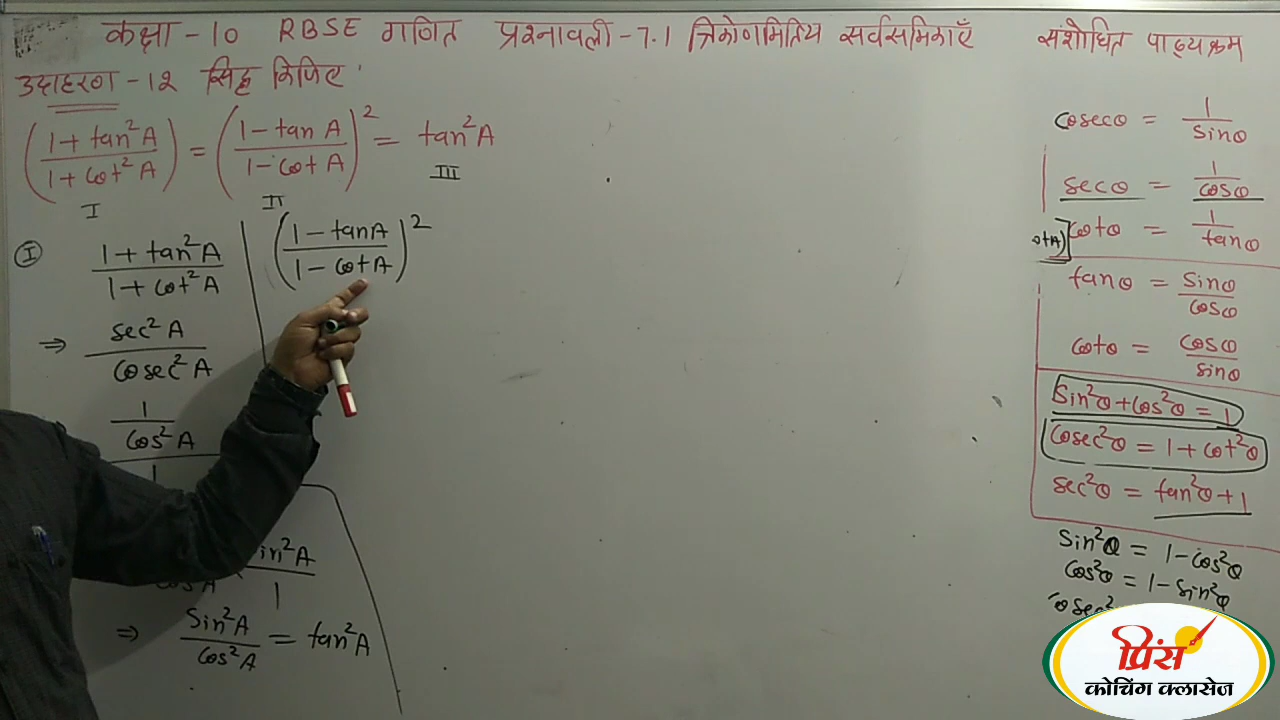 कक्षा - 10 RBSE गणित प्रश्नावली - 7.1 त्रिकोणमितिय सर्वसमिकाएँ संशोधित पाठ्यक्रम
उदाहरण - 12 सिद्ध किजिए
(1 + tan²A / 1 + cot²A) = (1 - tan A / 1 - cot A)² = tan²A
I II III
I 1 + tan²A / 1 + cot²A
⇒ sec²A / cosec²A
1 / cos²A
1
sin²A / 1
⇒ sin²A / cos²A = tan²A
(1 - tanA / 1 - cotA)²
cosecθ = 1 / sinθ
secθ = 1 / cosθ
cotθ = 1 / tanθ
tanθ = sinθ / cosθ
cotθ = cosθ / sinθ
sin²θ + cos²θ = 1
cosec²θ = 1 + cot²θ
sec²θ = tan²θ + 1
sin²θ = 1 - cos²θ
cos²θ = 1 - sin²θ
प्रिंस
कोचिंग क्लासेज